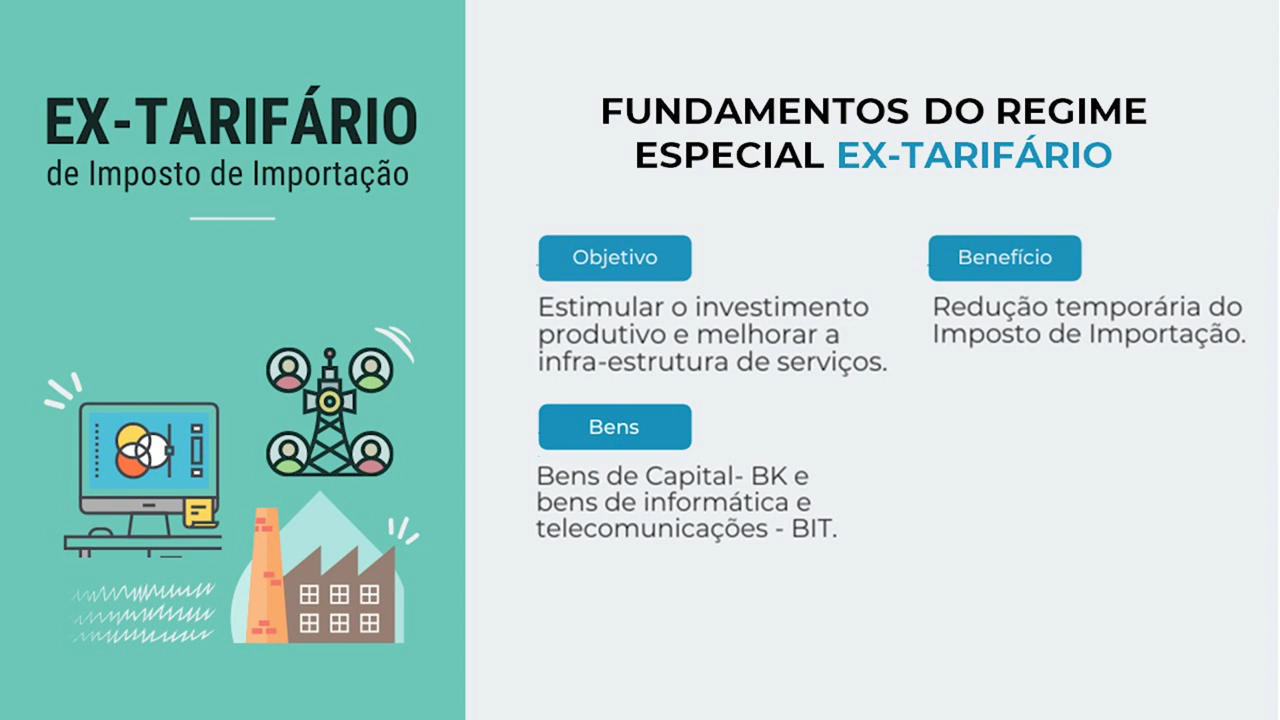 EX-TARIFÁRIO
de Imposto de Importação
FUNDAMENTOS DO REGIME
ESPECIAL EX-TARIFÁRIO
Objetivo
Estimular o investimento
produtivo e melhorar a
infra-estrutura de serviços.
Benefício
Redução temporária do
Imposto de Importação.
Bens
Bens de Capital- BK e
bens de informática e
telecomunicações - BIT.